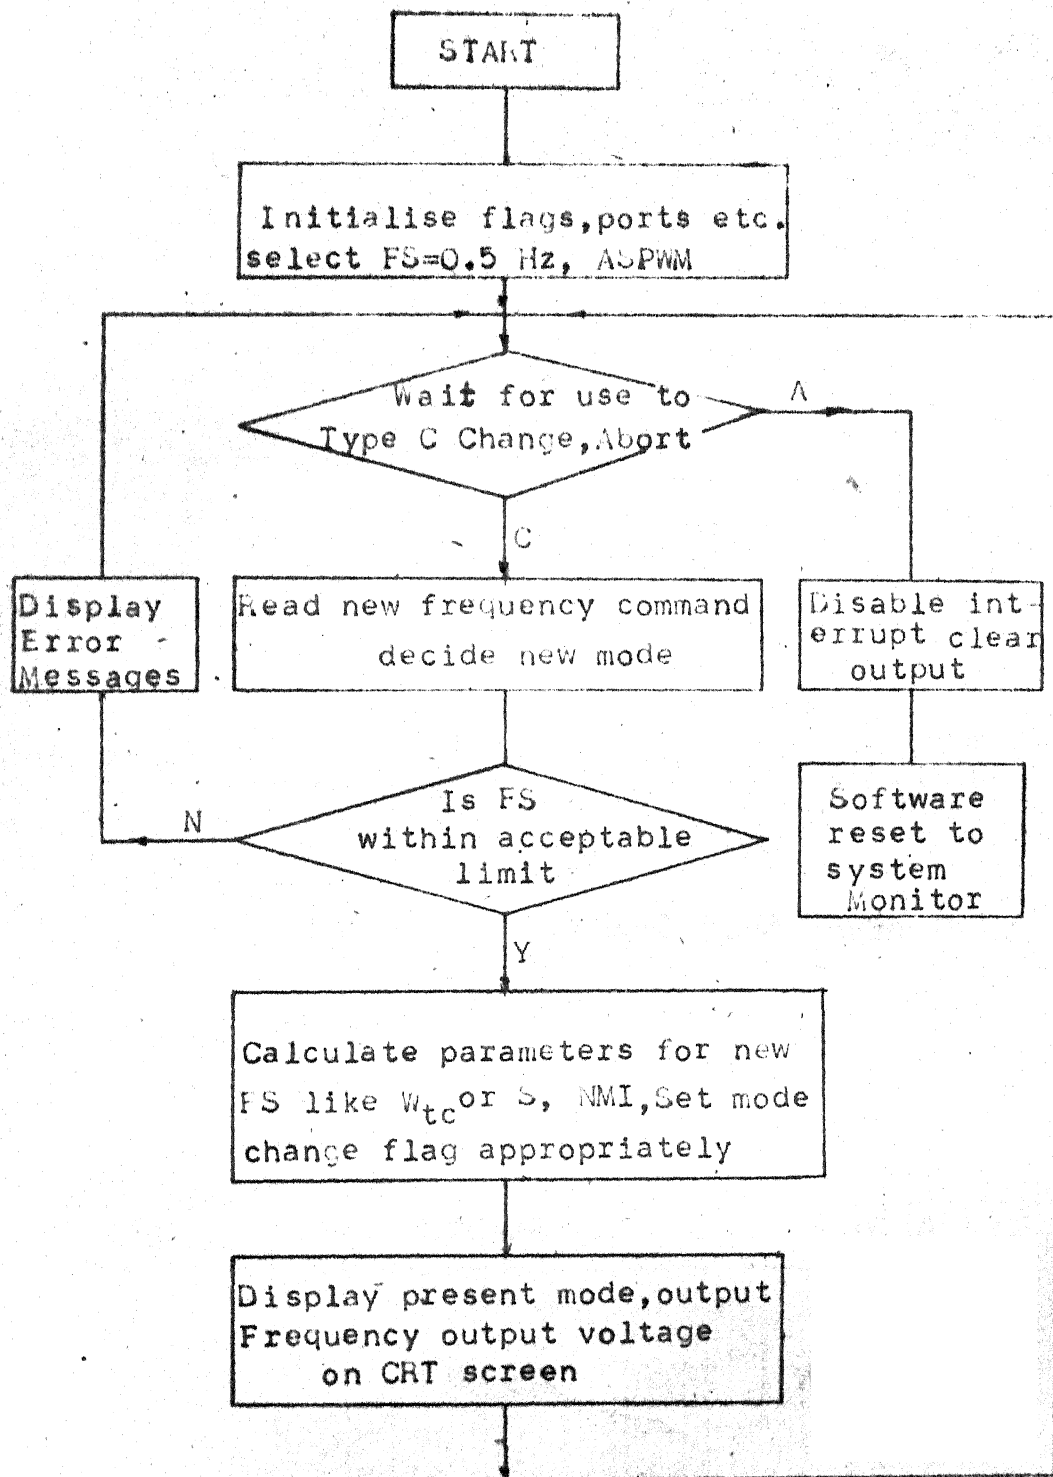 START
Initialise flags,ports etc.
select FS=0.5 Hz, ASPWM
Wait for use to
Type C Change,Abort
A
C
Display
Error
Messages
Read new frequency command
decide new mode
Disable int-
errupt clear
output
Is FS
within acceptable
limit
N
Software
reset to
system
Monitor
Y
Calculate parameters for new
FS like Wtc or S, NMI,Set mode
change flag appropriately
Display present mode,output
Frequency output voltage
on CRT screen